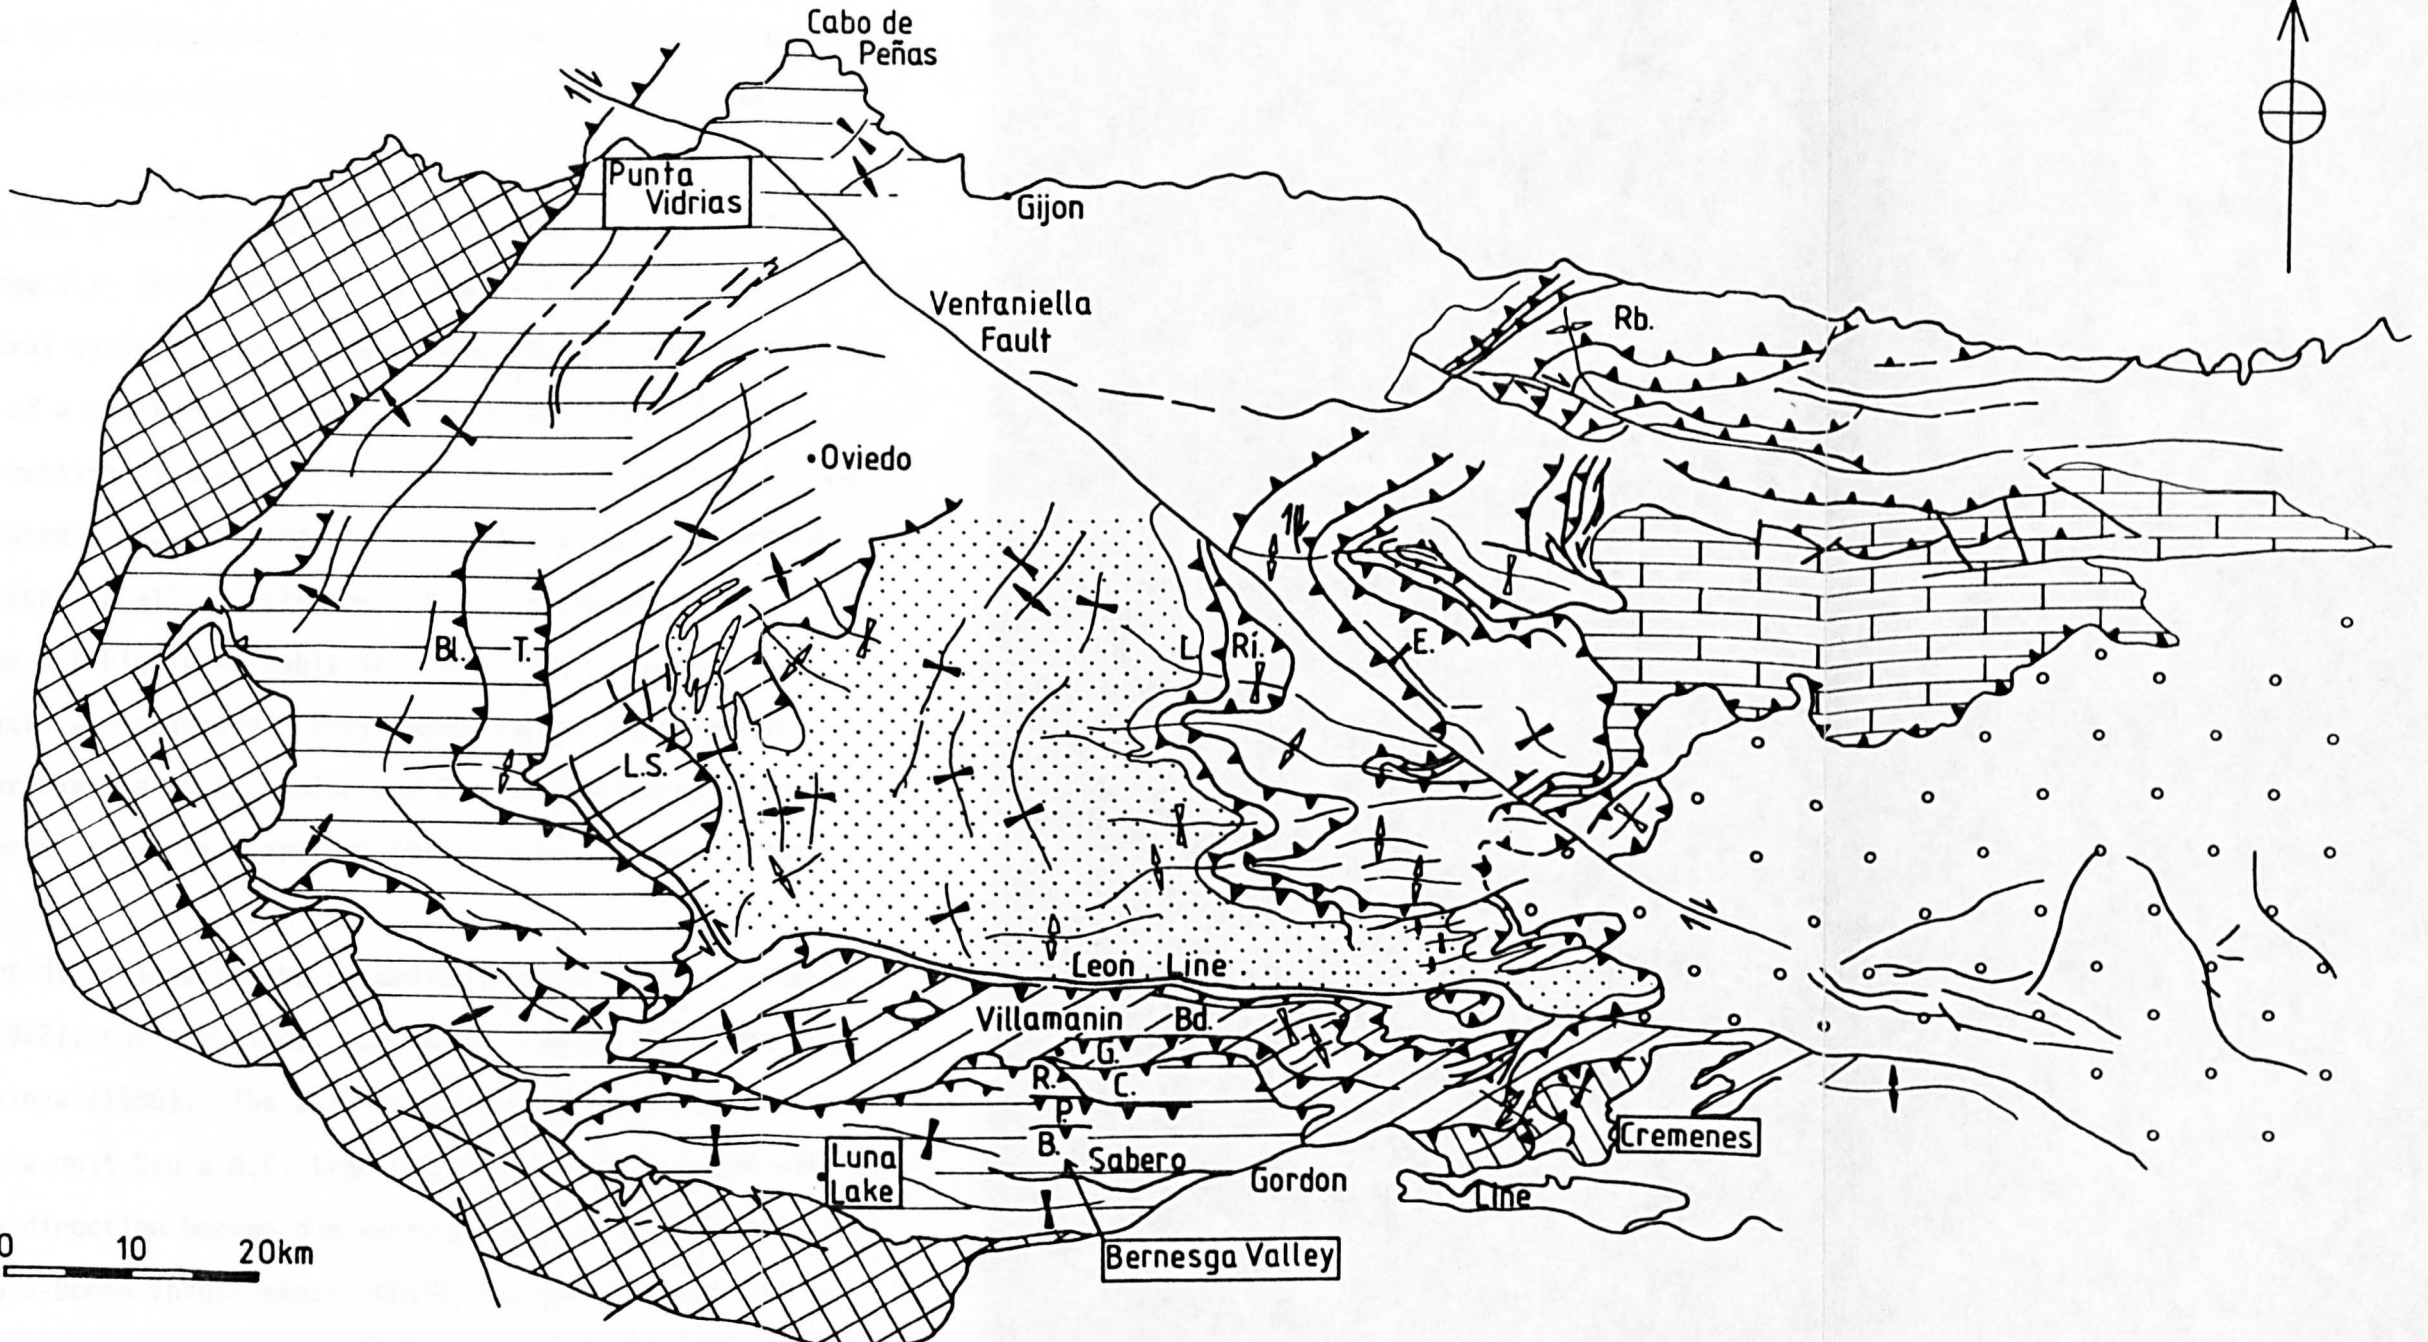 Cabo de
Peñas
Punta
Vidrias
Gijon
Ventaniella
Fault
Rb.
Oviedo
Bl.
T.
L.
Ri.
E.
L.S.
Leon Line
Villamanin Bd.
G.
R.
C.
P.
B.
Cremenes
Luna
Lake
Sabero
Gordon
Line
Bernesga Valley
0 10 20km